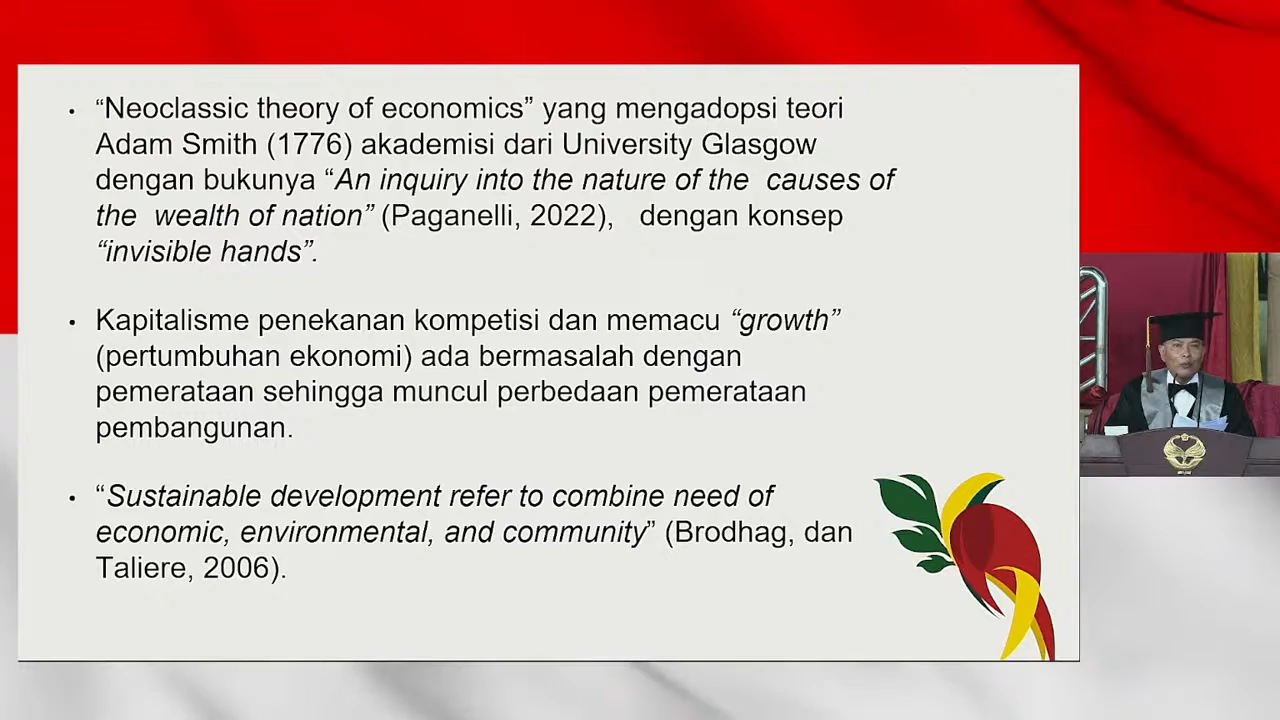 • “Neoclassic theory of economics” yang mengadopsi teori
Adam Smith (1776) akademisi dari University Glasgow
dengan bukunya “An inquiry into the nature of the causes of
the wealth of nation” (Paganelli, 2022), dengan konsep
“invisible hands”.
• Kapitalisme penekanan kompetisi dan memacu “growth”
(pertumbuhan ekonomi) ada bermasalah dengan
pemerataan sehingga muncul perbedaan pemerataan
pembangunan.
• “Sustainable development refer to combine need of
economic, environmental, and community” (Brodhag, dan
Taliere, 2006).